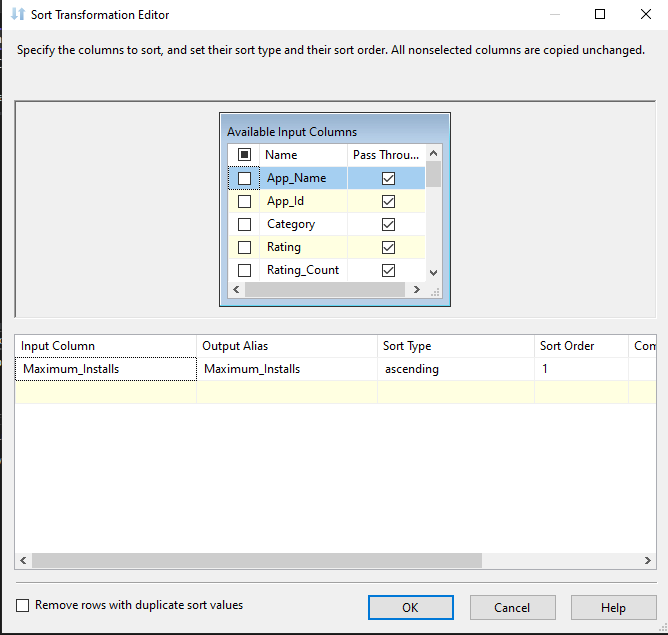 Sort Transformation Editor
Specify the columns to sort, and set their sort type and their sort order. All nonselected columns are copied unchanged.
Available Input Columns
Name Pass Throu...
App_Name
App_Id
Category
Rating
Rating_Count
Input Column Output Alias Sort Type Sort Order Com
Maximum_Installs Maximum_Installs ascending 1
Remove rows with duplicate sort values OK Cancel Help